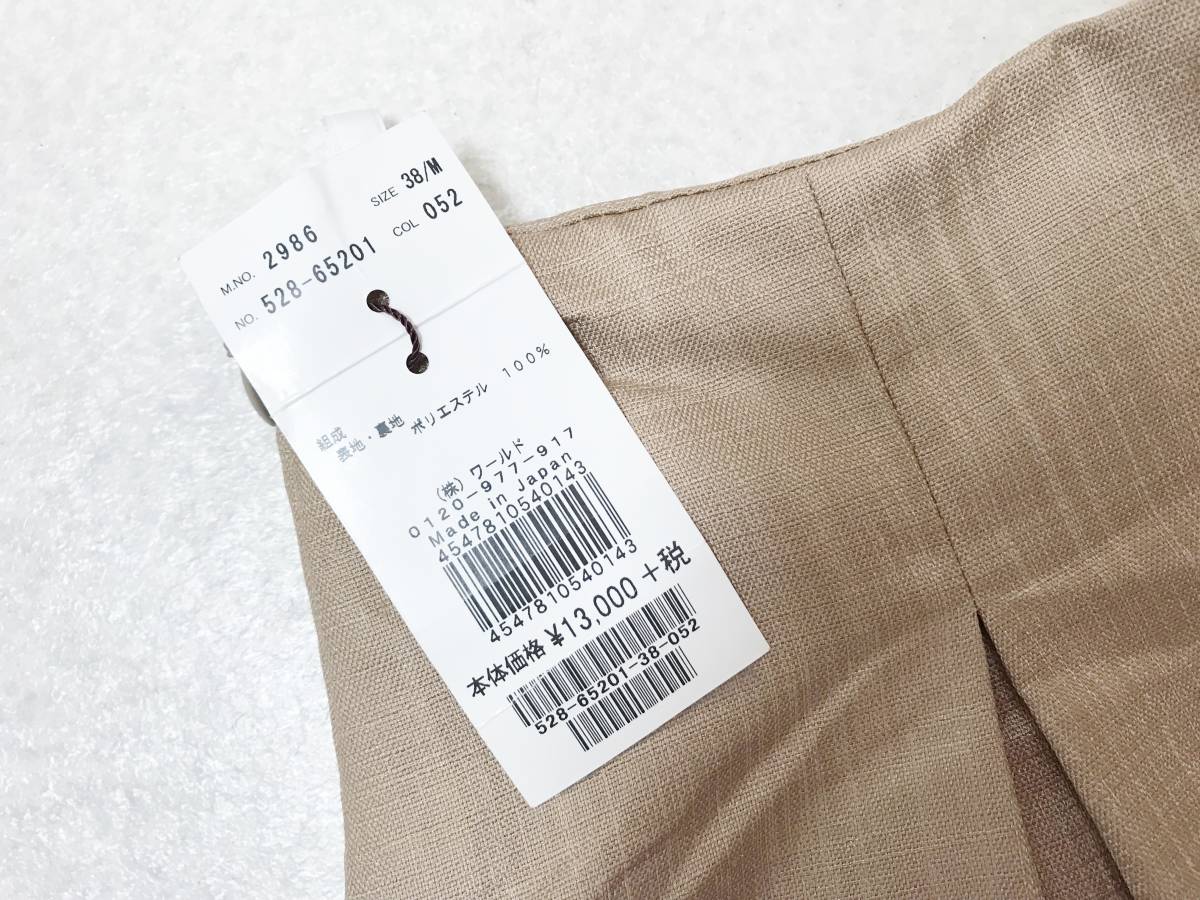 M.NO. 2986 SIZE 38/M
NO. 528-65201 COL 052
組成
表地・裏地 ポリエステル 100%
(株)ワールド
0120-977-917
Made in Japan
4547810540143
4547810540143
本体価格 ¥13,000+税
528-65201-38-052